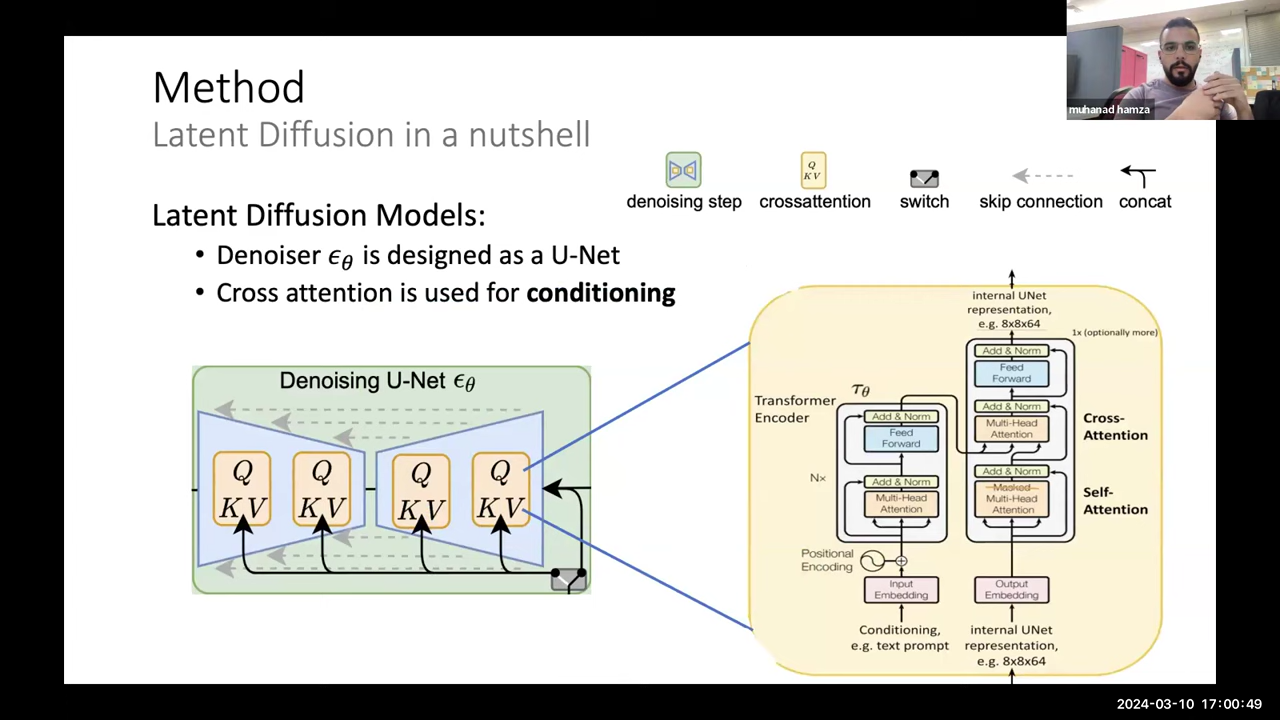 Method
Latent Diffusion in a nutshell
muhanad hamza
Q
K V
denoising step
crossattention
switch
skip connection
concat
Latent Diffusion Models:
• Denoiser ϵθ is designed as a U-Net
• Cross attention is used for conditioning
Denoising U-Net ϵθ
Q
K V
Q
K V
Q
K V
Q
K V
internal UNet
representation,
e.g. 8x8x64
1x (optionally more)
Add & Norm
Feed
Forward
Add & Norm
Multi-Head
Attention
Cross-
Attention
Add & Norm
Masked
Multi-Head
Attention
Self-
Attention
τθ
Transformer
Encoder
Add & Norm
Feed
Forward
N×
Add & Norm
Multi-Head
Attention
Positional
Encoding
Input
Embedding
Output
Embedding
Conditioning,
e.g. text prompt
internal UNet
representation,
e.g. 8x8x64
2024-03-10 17:00:49